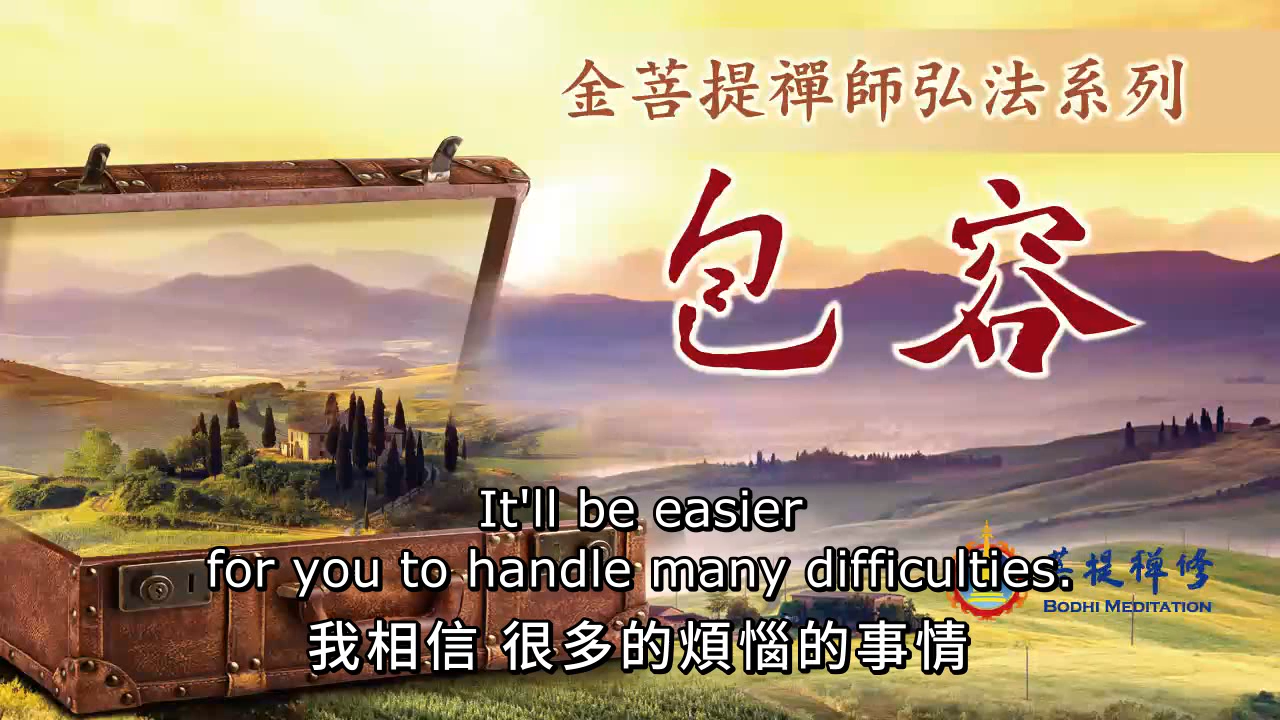 金菩提禪師弘法系列
包容
It'll be easier
for you to handle many difficulties.
菩提禪修
BODHI MEDITATION
我相信 很多的煩惱的事情